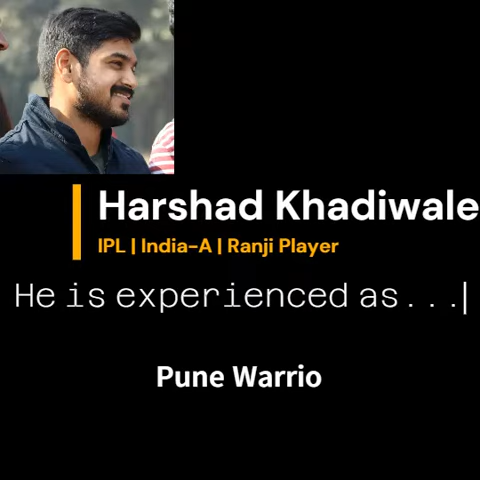 Harshad Khadiwale
IPL | India-A | Ranji Player
He is experienced as...|
Pune Warrio